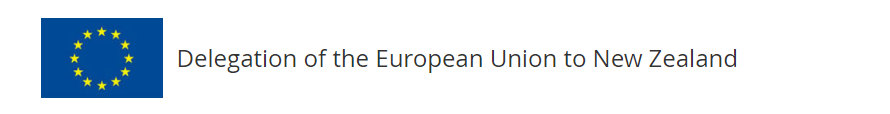 Delegation of the European Union to New Zealand